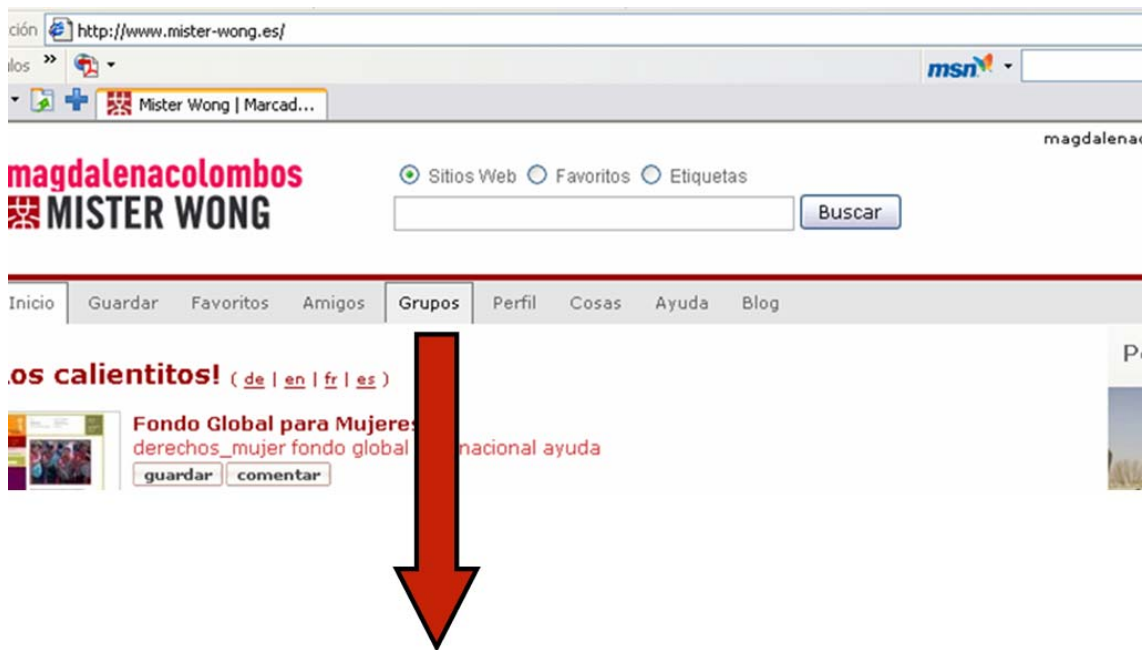 ción http://www.mister-wong.es/
los » msn
Mister Wong | Marcad...
magdalenac
magdalenacolombos
MISTER WONG
Sitios Web Favoritos Etiquetas
Buscar
Inicio Guardar Favoritos Amigos Grupos Perfil Cosas Ayuda Blog
os calientitos! ( de | en | fr | es )
Fondo Global para Mujeres
derechos_mujer fondo global nacional ayuda
guardar comentar